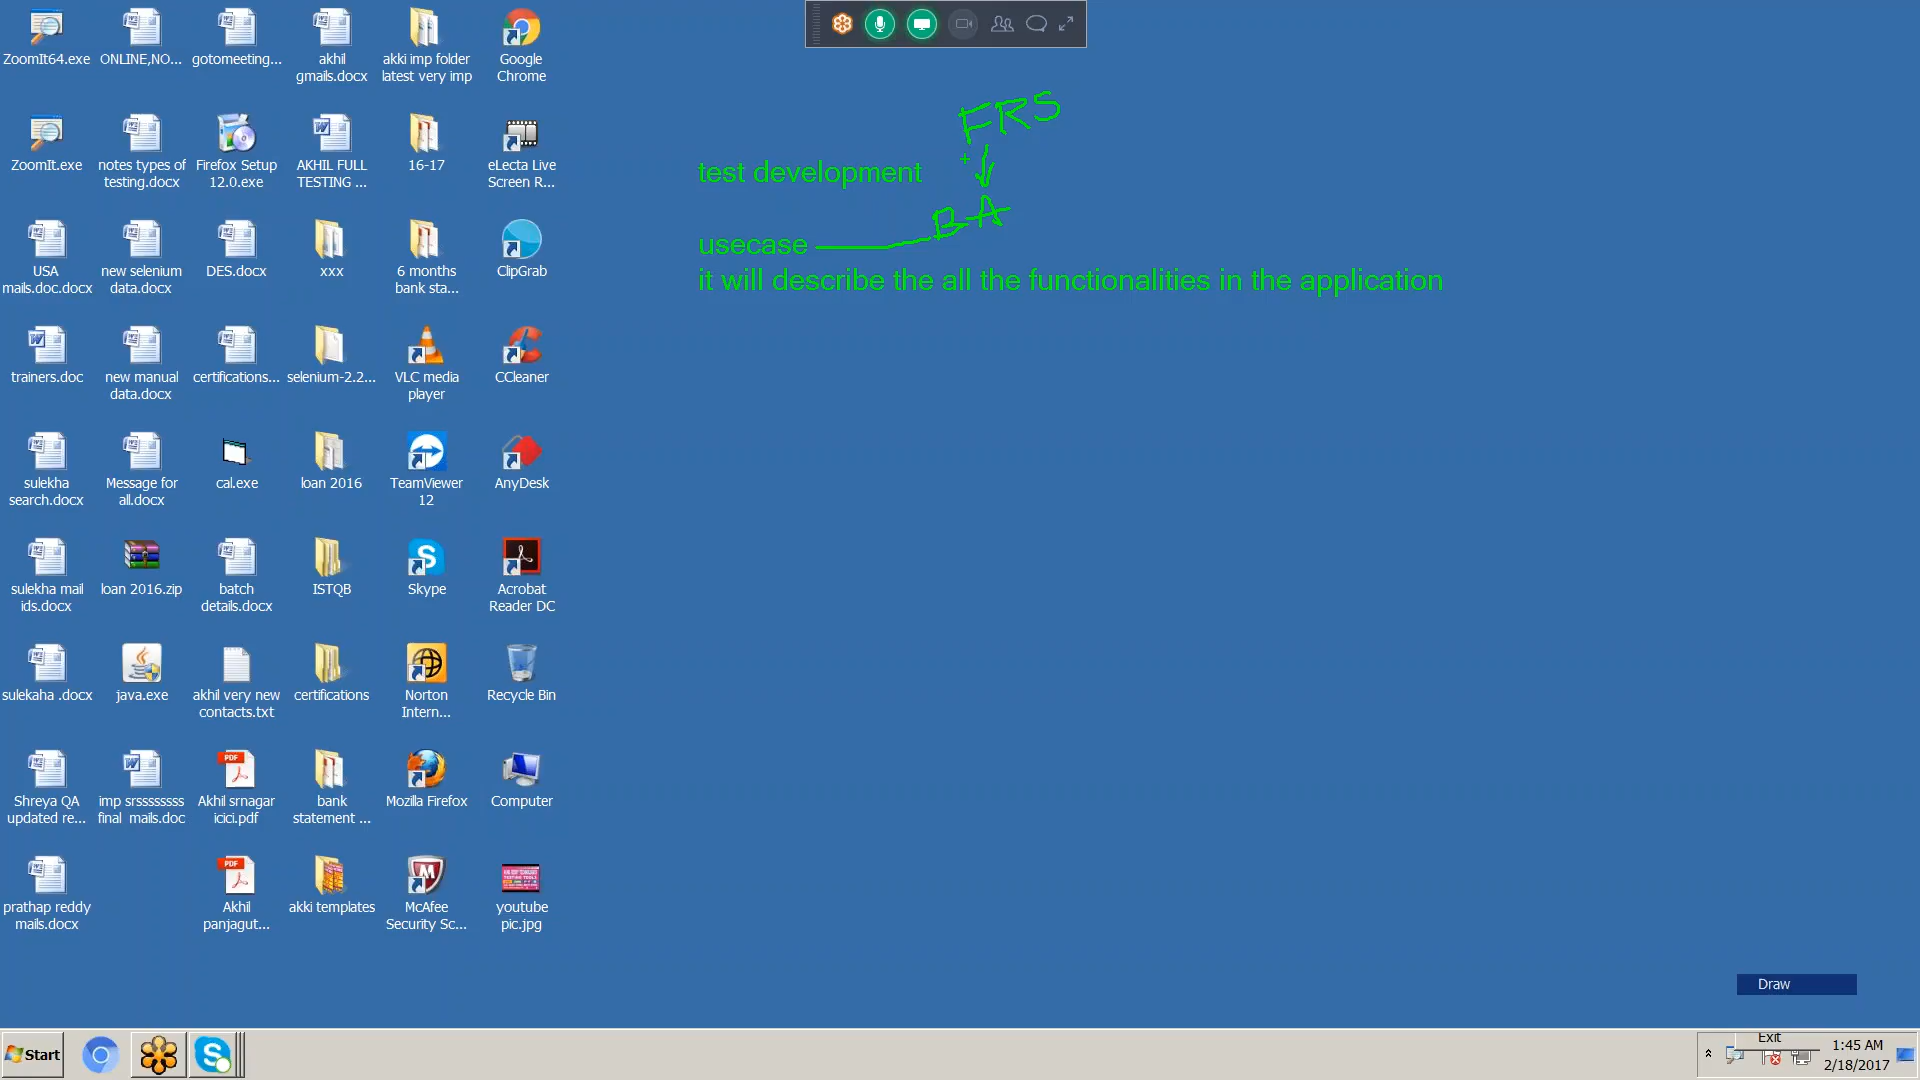 ZoomIt64.exe
ONLINE,NO...
gotomeeting...
akhil
gmails.docx
akki imp folder
latest very imp
Google
Chrome
ZoomIt.exe
notes types of
testing.docx
Firefox Setup
12.0.exe
AKHIL FULL
TESTING ...
16-17
eLecta Live
Screen R...
USA
mails.doc.docx
new selenium
data.docx
DES.docx
xxx
6 months
bank sta...
ClipGrab
trainers.doc
new manual
data.docx
certifications...
selenium-2.2...
VLC media
player
CCleaner
sulekha
search.docx
Message for
all.docx
cal.exe
loan 2016
TeamViewer
12
AnyDesk
sulekha mail
ids.docx
loan 2016.zip
batch
details.docx
ISTQB
Skype
Acrobat
Reader DC
sulekaha .docx
java.exe
akhil very new
contacts.txt
certifications
Norton
Intern...
Recycle Bin
Shreya QA
updated re...
imp srsssssssss
final mails.doc
Akhil srnagar
icici.pdf
bank
statement ...
Mozilla Firefox
Computer
prathap reddy
mails.docx
Akhil
panjagut...
akki templates
McAfee
Security Sc...
youtube
pic.jpg
FRS
test development
BA
usecase
it will describe the all the functionalities in the application
Draw
Exit
Start
1:45 AM
2/18/2017